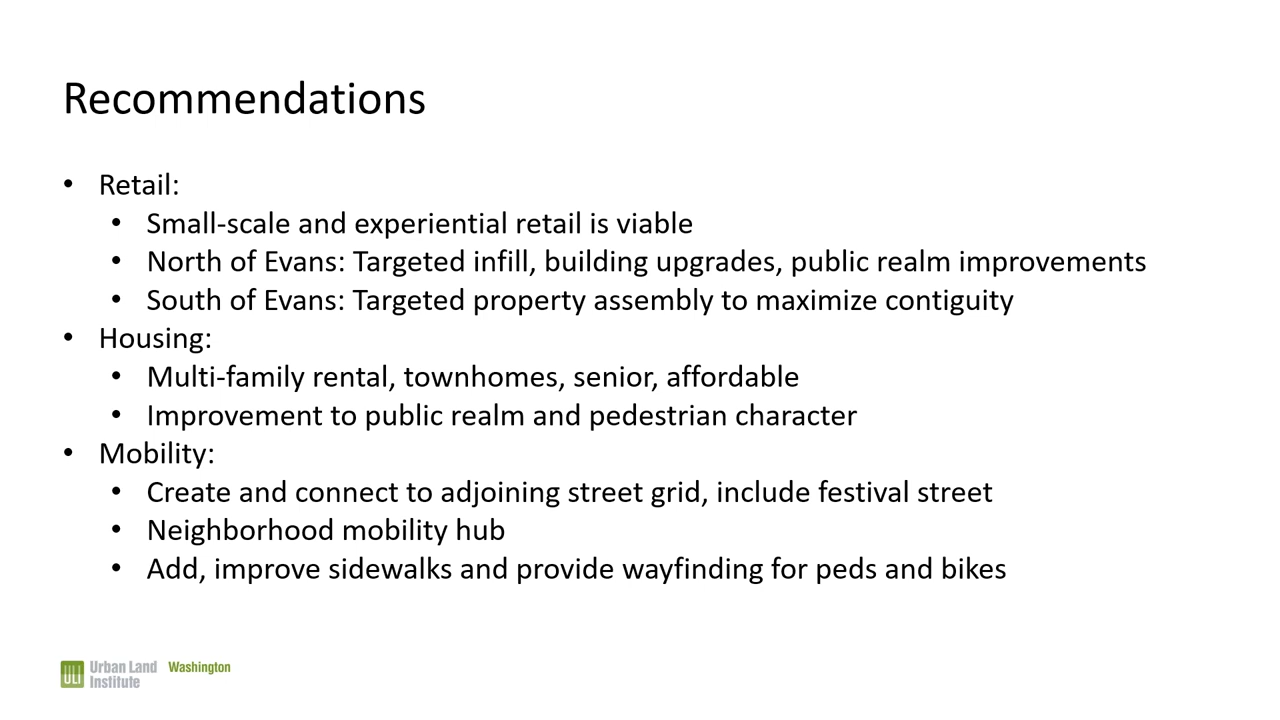 Recommendations
• Retail:
• Small-scale and experiential retail is viable
• North of Evans: Targeted infill, building upgrades, public realm improvements
• South of Evans: Targeted property assembly to maximize contiguity
• Housing:
• Multi-family rental, townhomes, senior, affordable
• Improvement to public realm and pedestrian character
• Mobility:
• Create and connect to adjoining street grid, include festival street
• Neighborhood mobility hub
• Add, improve sidewalks and provide wayfinding for peds and bikes
ULI Urban Land Institute Washington